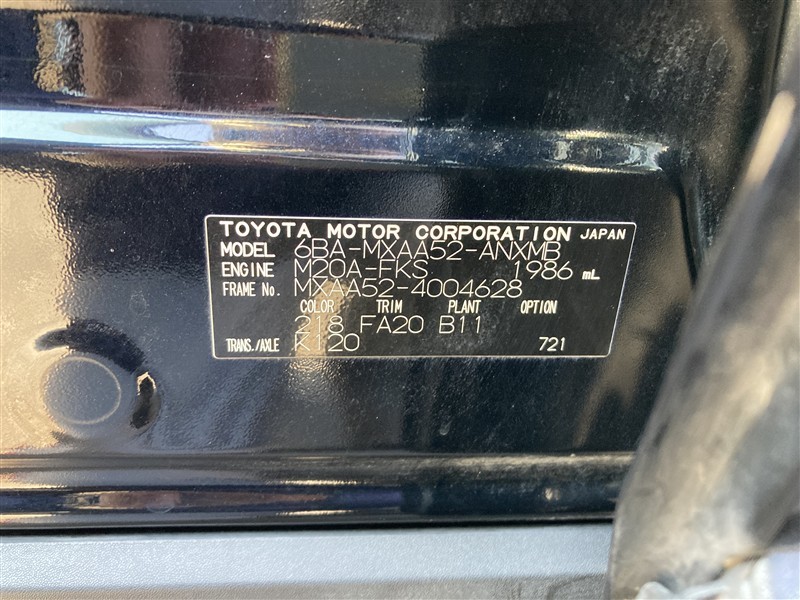 TOYOTA MOTOR CORPORATION JAPAN
MODEL 6BA-MXAA52-ANXMB
ENGINE M20A-FKS 1986 mL
FRAME No. MXAA52-4004628
COLOR TRIM PLANT OPTION
218 FA20 B11
TRANS./AXLE K120 721